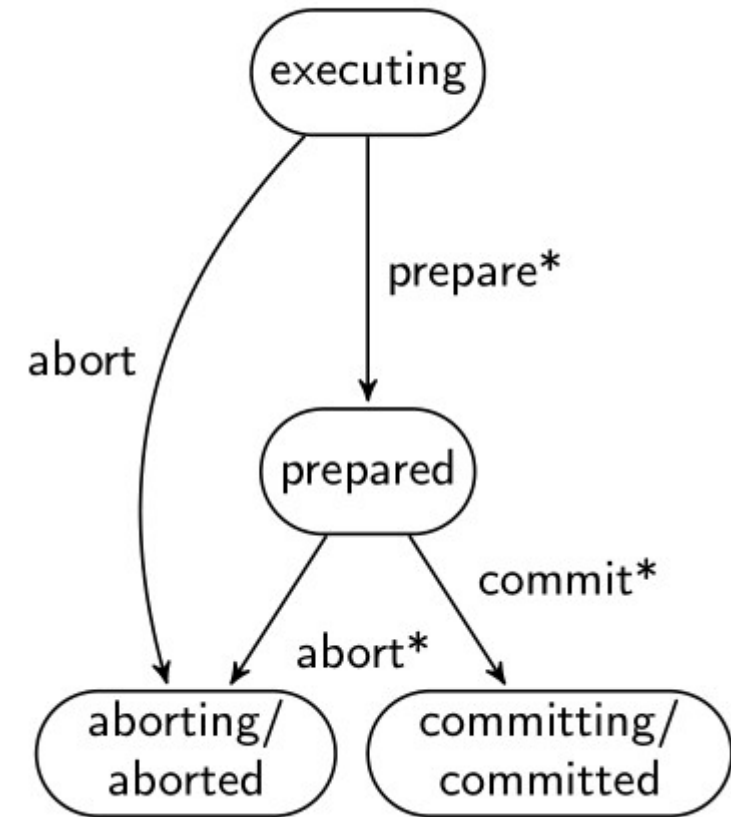 executing
prepare*
abort
prepared
commit*
abort*
aborting/
aborted
committing/
committed